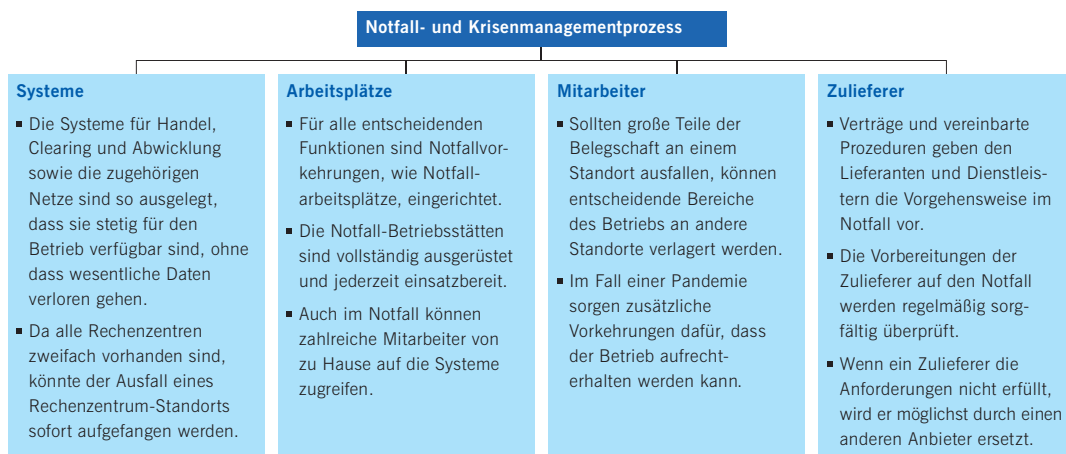 Notfall- und Krisenmanagementprozess
Systeme
▪ Die Systeme für Handel,
Clearing und Abwicklung
sowie die zugehörigen
Netze sind so ausgelegt,
dass sie stetig für den
Betrieb verfügbar sind, ohne
dass wesentliche Daten
verloren gehen.
▪ Da alle Rechenzentren
zweifach vorhanden sind,
könnte der Ausfall eines
Rechenzentrum-Standorts
sofort aufgefangen werden.
Arbeitsplätze
▪ Für alle entscheidenden
Funktionen sind Notfallvor-
kehrungen, wie Notfall-
arbeitsplätze, eingerichtet.
▪ Die Notfall-Betriebsstätten
sind vollständig ausgerüstet
und jederzeit einsatzbereit.
▪ Auch im Notfall können
zahlreiche Mitarbeiter von
zu Hause auf die Systeme
zugreifen.
Mitarbeiter
▪ Sollten große Teile der
Belegschaft an einem
Standort ausfallen, können
entscheidende Bereiche
des Betriebs an andere
Standorte verlagert werden.
▪ Im Fall einer Pandemie
sorgen zusätzliche
Vorkehrungen dafür, dass
der Betrieb aufrecht-
erhalten werden kann.
Zulieferer
▪ Verträge und vereinbarte
Prozeduren geben den
Lieferanten und Dienstleis-
tern die Vorgehensweise im
Notfall vor.
▪ Die Vorbereitungen der
Zulieferer auf den Notfall
werden regelmäßig sorg-
fältig überprüft.
▪ Wenn ein Zulieferer die
Anforderungen nicht erfüllt,
wird er möglichst durch einen
anderen Anbieter ersetzt.